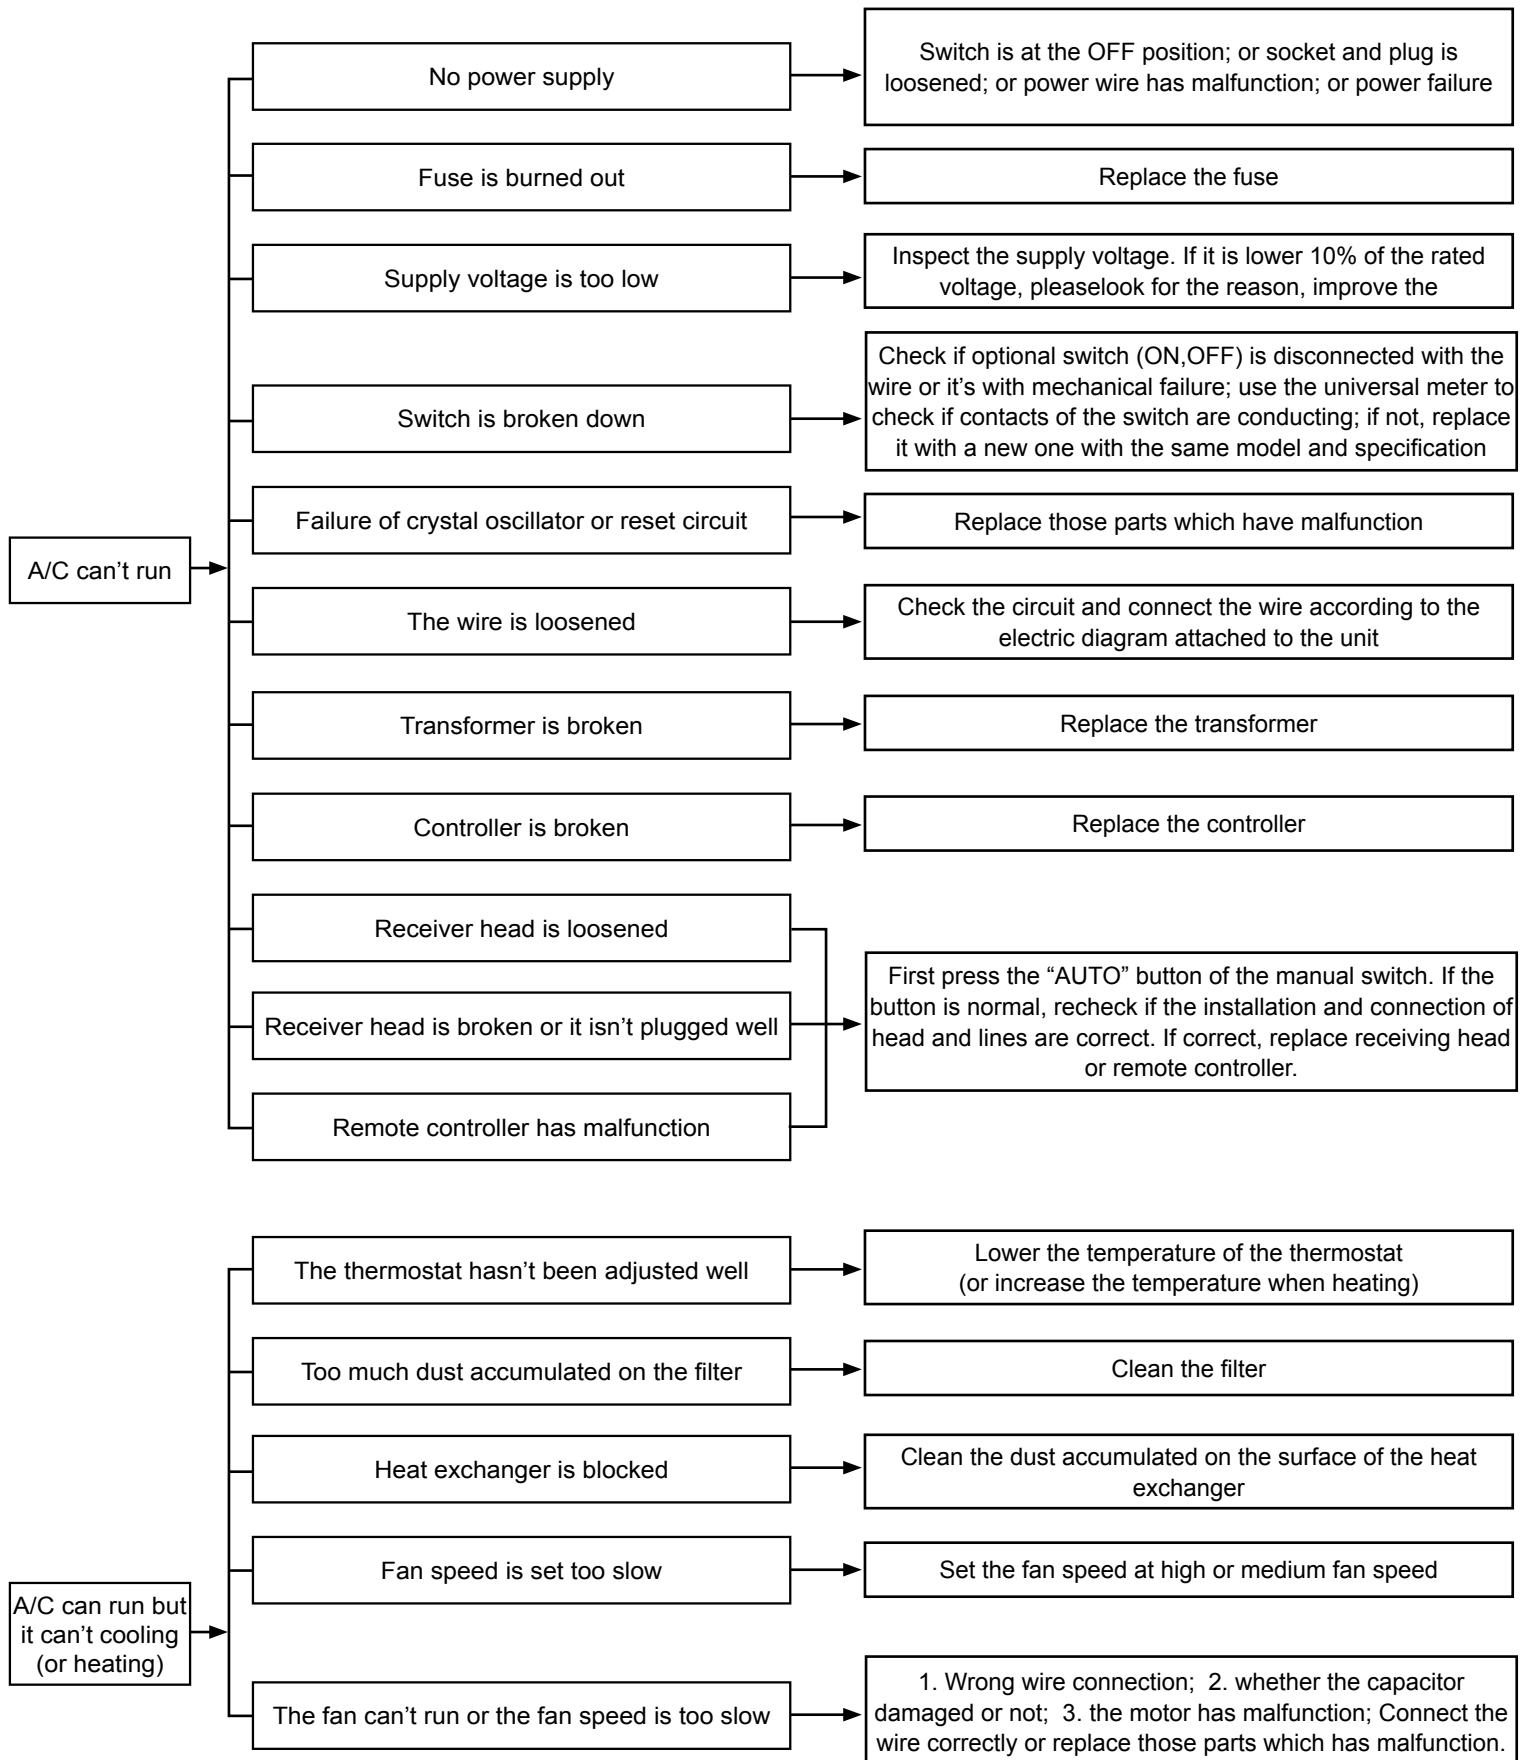 No power supply
Switch is at the OFF position; or socket and plug is
loosened; or power wire has malfunction; or power failure
Fuse is burned out
Replace the fuse
Supply voltage is too low
Inspect the supply voltage. If it is lower 10% of the rated
voltage, pleaselook for the reason, improve the
Switch is broken down
Check if optional switch (ON,OFF) is disconnected with the
wire or it’s with mechanical failure; use the universal meter to
check if contacts of the switch are conducting; if not, replace
it with a new one with the same model and specification
Failure of crystal oscillator or reset circuit
Replace those parts which have malfunction
A/C can’t run
The wire is loosened
Check the circuit and connect the wire according to the
electric diagram attached to the unit
Transformer is broken
Replace the transformer
Controller is broken
Replace the controller
Receiver head is loosened
Receiver head is broken or it isn’t plugged well
Remote controller has malfunction
First press the “AUTO” button of the manual switch. If the
button is normal, recheck if the installation and connection of
head and lines are correct. If correct, replace receiving head
or remote controller.
The thermostat hasn’t been adjusted well
Lower the temperature of the thermostat
(or increase the temperature when heating)
Too much dust accumulated on the filter
Clean the filter
Heat exchanger is blocked
Clean the dust accumulated on the surface of the heat
exchanger
Fan speed is set too slow
Set the fan speed at high or medium fan speed
A/C can run but
it can’t cooling
(or heating)
The fan can’t run or the fan speed is too slow
1. Wrong wire connection; 2. whether the capacitor
damaged or not; 3. the motor has malfunction; Connect the
wire correctly or replace those parts which has malfunction.